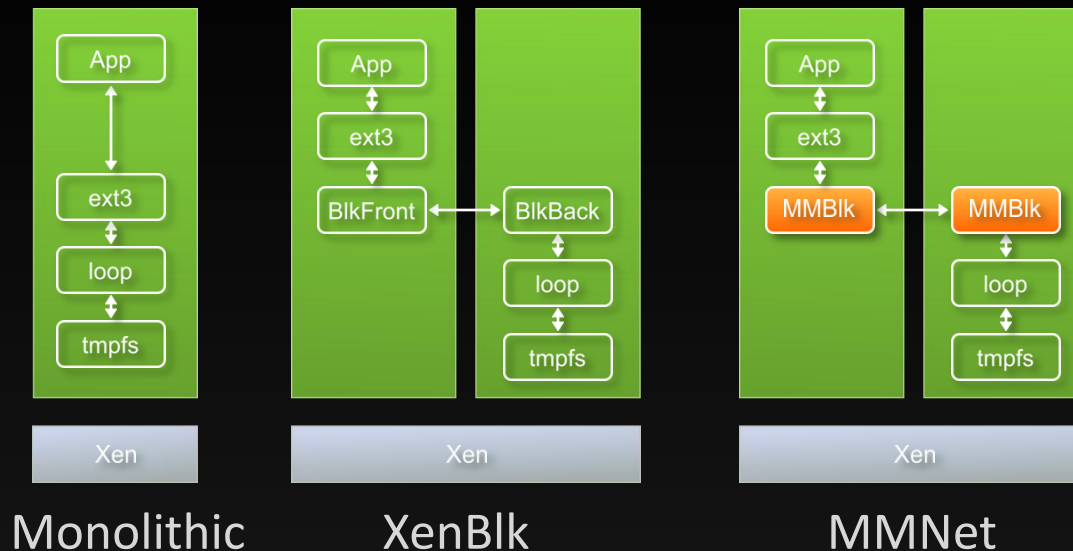 App
ext3
loop
tmpfs
Xen
Monolithic
App
ext3
BlkFront
BlkBack
loop
tmpfs
Xen
XenBlk
App
ext3
MMBlk
MMBlk
loop
tmpfs
Xen
MMNet